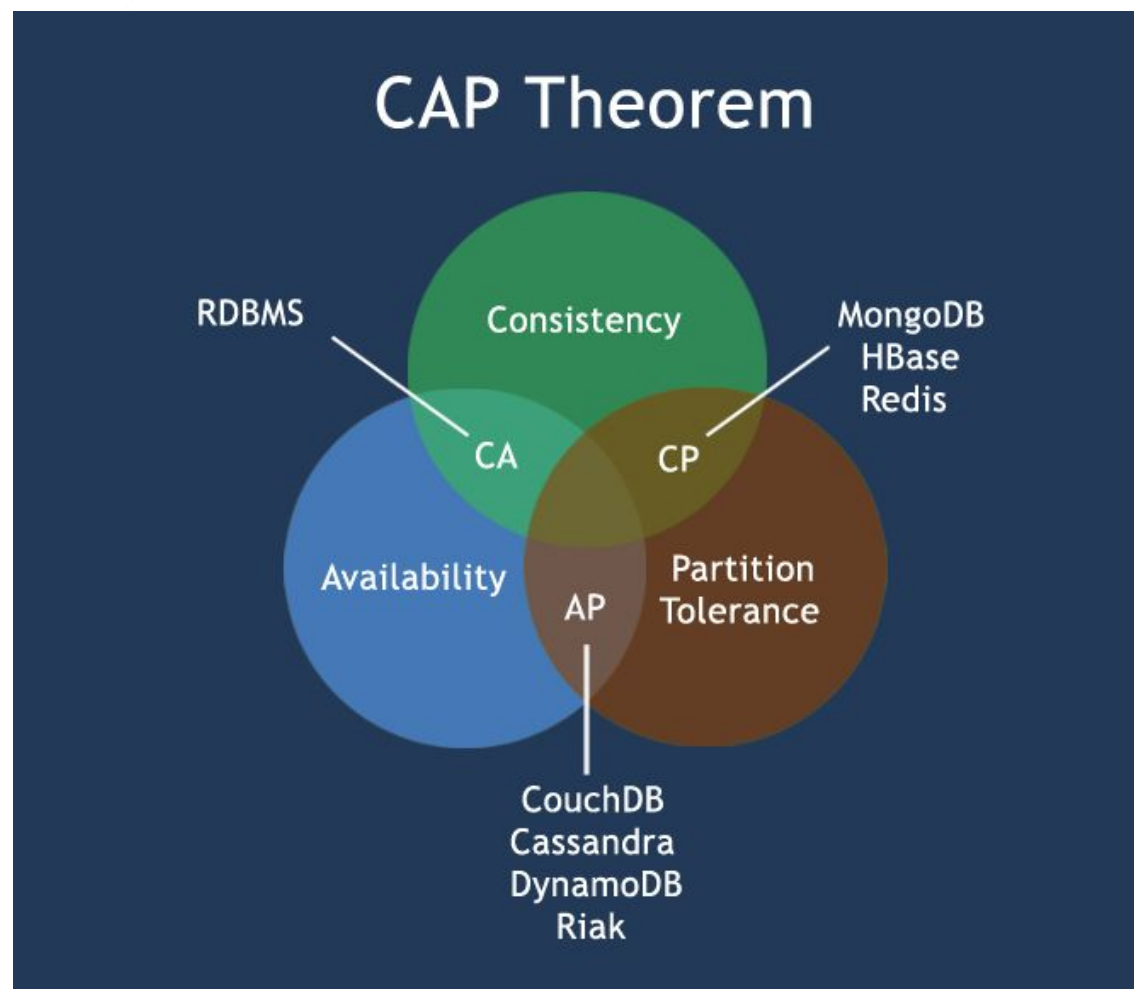 CAP Theorem
RDBMS
Consistency
MongoDB
HBase
Redis
CA
CP
Availability
Partition
Tolerance
AP
CouchDB
Cassandra
DynamoDB
Riak